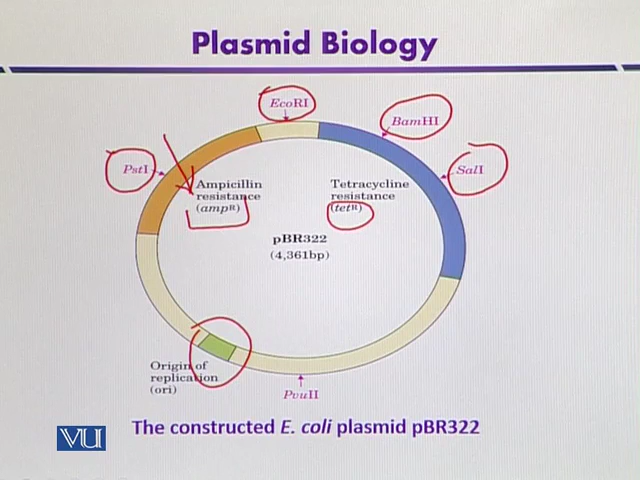 Plasmid Biology
EcoRI
BamHI
PstI
SalI
Ampicillin
resistance
(ampR)
Tetracycline
resistance
(tetR)
pBR322
(4,361bp)
Origin of
replication
(ori)
PvuII
The constructed E. coli plasmid pBR322
VU